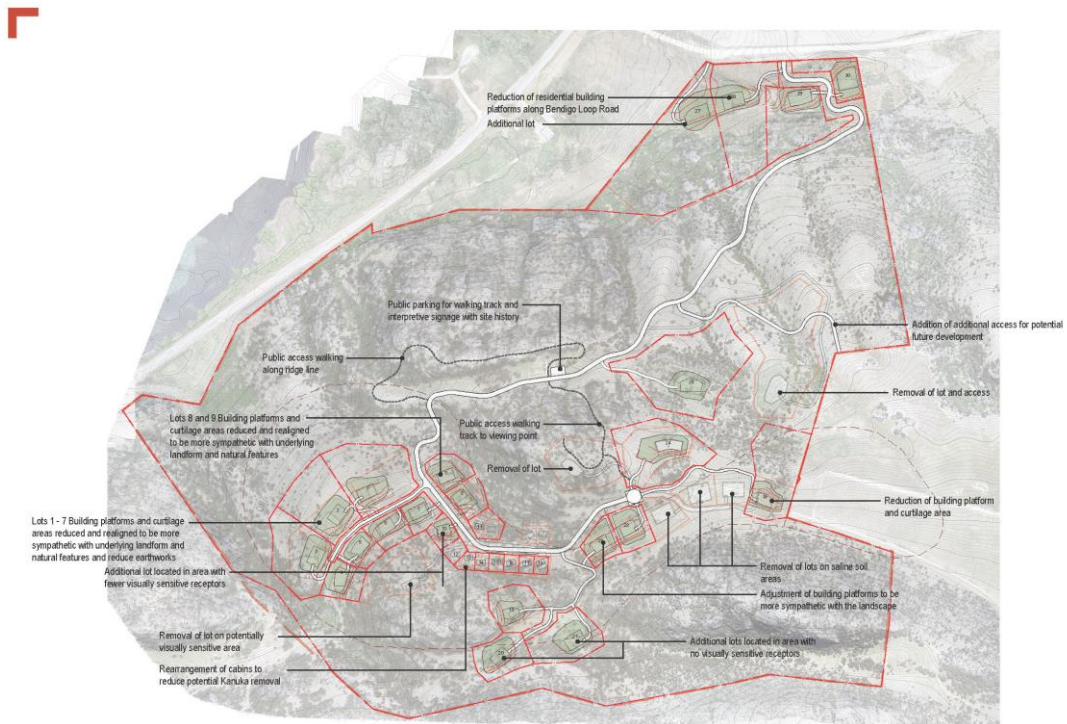 Reduction of residential building
platforms along Bendigo Loop Road
Additional lot
Public parking for walking track and
interpretive signage with site history
Addition of additional access for potential
future development
Public access walking
along ridge line
Removal of lot and access
Lots 8 and 9 Building platforms and
curtilage areas reduced and realigned
to be more sympathetic with underlying
landform and natural features
Public access walking
track to viewing point
Removal of lot
Reduction of building platform
and curtilage area
Lots 1 - 7 Building platforms and curtilage
areas reduced and realigned to be more
sympathetic with underlying landform and
natural features and reduce earthworks
Additional lot located in area with
fewer visually sensitive receptors
Removal of lots on saline soil
areas
Adjustment of building platforms to be
more sympathetic with the landscape
Removal of lot on potentially
visually sensitive area
Additional lots located in area with
no visually sensitive receptors
Rearrangement of cabins to
reduce potential Kanuka removal